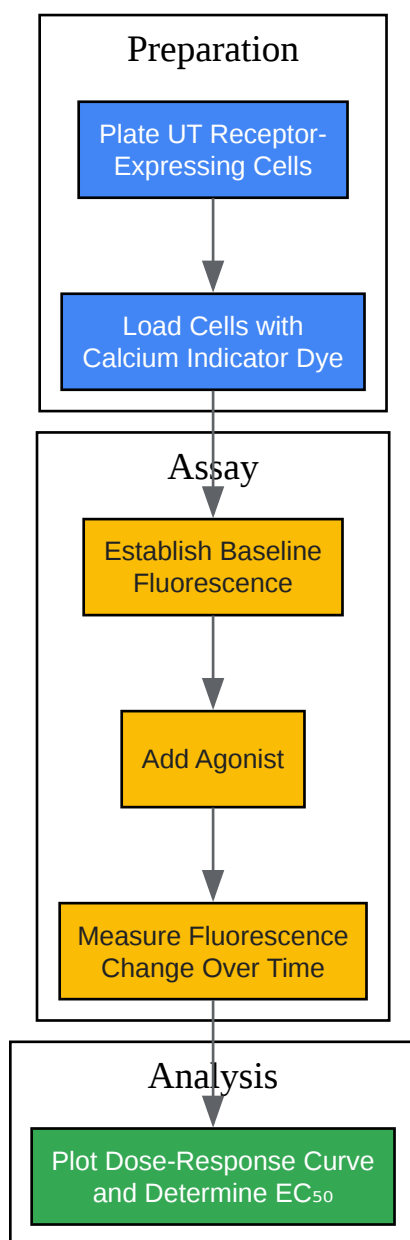 Preparation
Plate UT Receptor-
Expressing Cells
Load Cells with
Calcium Indicator Dye
Assay
Establish Baseline
Fluorescence
Add Agonist
Measure Fluorescence
Change Over Time
Analysis
Plot Dose-Response Curve
and Determine EC₅₀